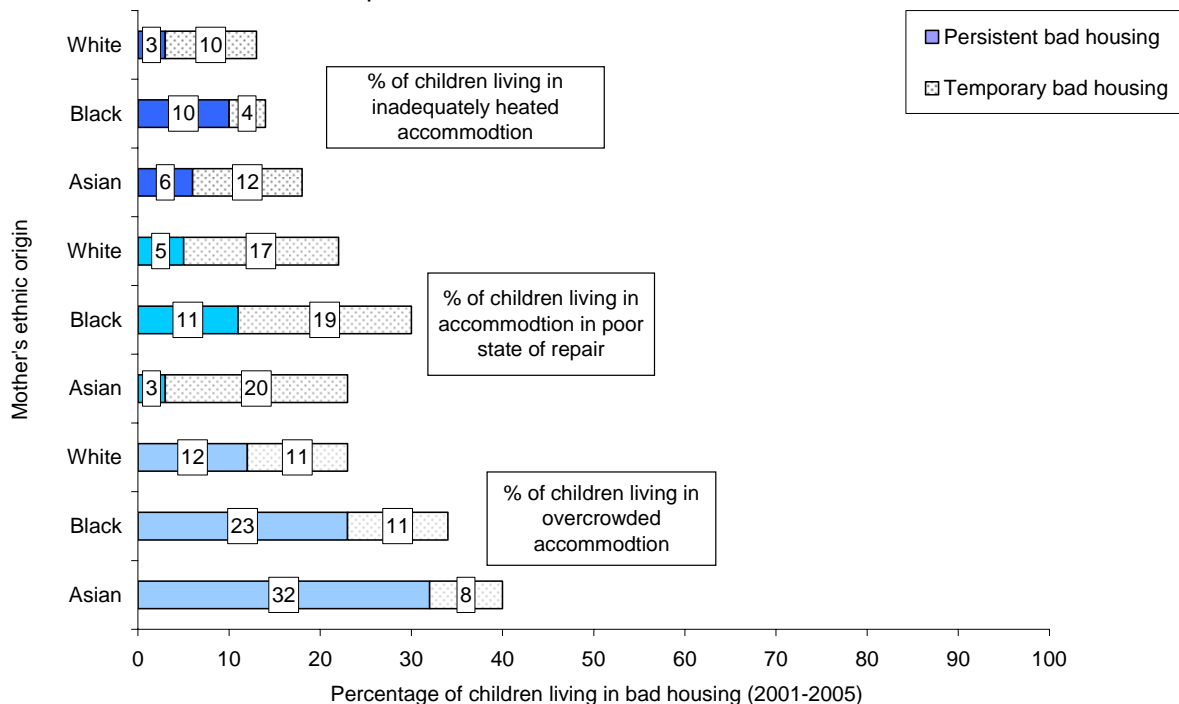 White
3
10
Persistent bad housing
Temporary bad housing
% of children living in
inadequately heated
accommodtion
Black
10
4
Asian
6
12
White
5
17
Black
11
19
% of children living in
accommodtion in poor
state of repair
Asian
3
20
White
12
11
% of children living in
overcrowded
accommodtion
Black
23
11
Asian
32
8
Mother's ethnic origin
0 10 20 30 40 50 60 70 80 90 100
Percentage of children living in bad housing (2001-2005)